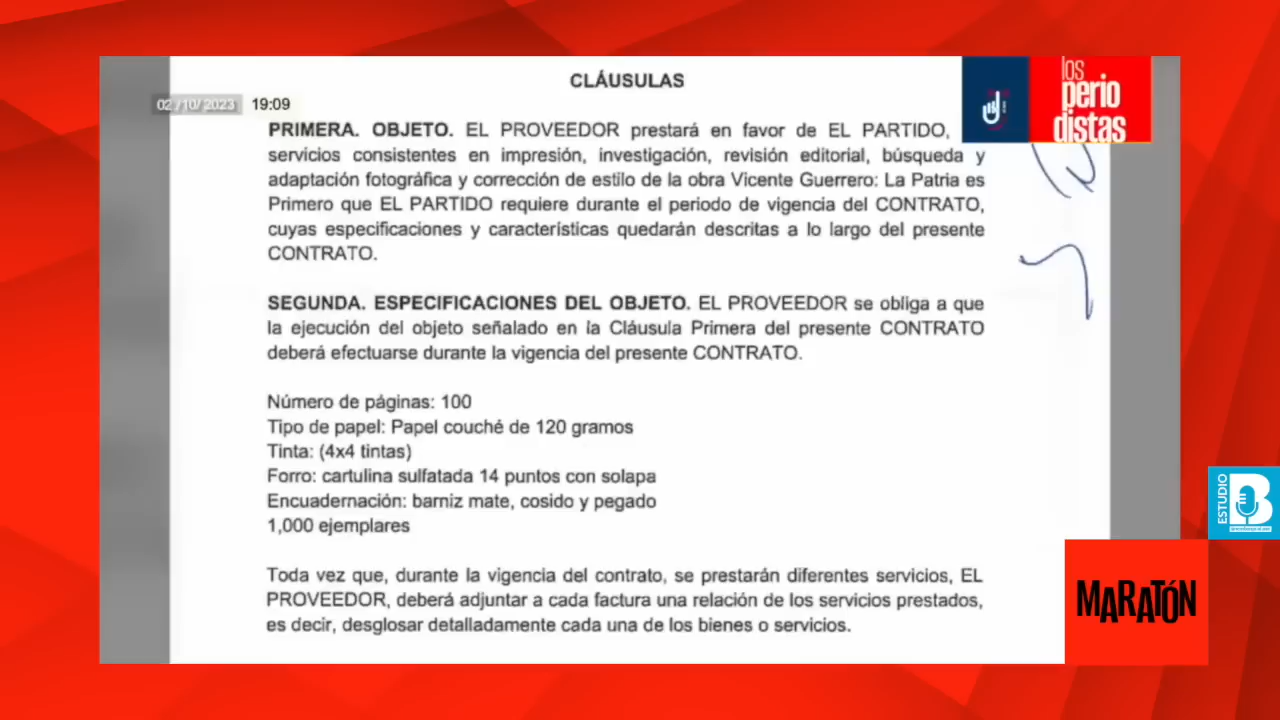 CLÁUSULAS
los
perio
distas
02/10/2023 19:09
PRIMERA. OBJETO. EL PROVEEDOR prestará en favor de EL PARTIDO,
servicios consistentes en impresión, investigación, revisión editorial, búsqueda y
adaptación fotográfica y corrección de estilo de la obra Vicente Guerrero: La Patria es
Primero que EL PARTIDO requiere durante el periodo de vigencia del CONTRATO,
cuyas especificaciones y características quedarán descritas a lo largo del presente
CONTRATO.
SEGUNDA. ESPECIFICACIONES DEL OBJETO. EL PROVEEDOR se obliga a que
la ejecución del objeto señalado en la Cláusula Primera del presente CONTRATO
deberá efectuarse durante la vigencia del presente CONTRATO.
Número de páginas: 100
Tipo de papel: Papel couché de 120 gramos
Tinta: (4x4 tintas)
Forro: cartulina sulfatada 14 puntos con solapa
Encuadernación: barniz mate, cosido y pegado
1,000 ejemplares
Toda vez que, durante la vigencia del contrato, se prestarán diferentes servicios, EL
PROVEEDOR, deberá adjuntar a cada factura una relación de los servicios prestados,
es decir, desglosar detalladamente cada una de los bienes o servicios.
ESTUDIO
B
MARATÓN